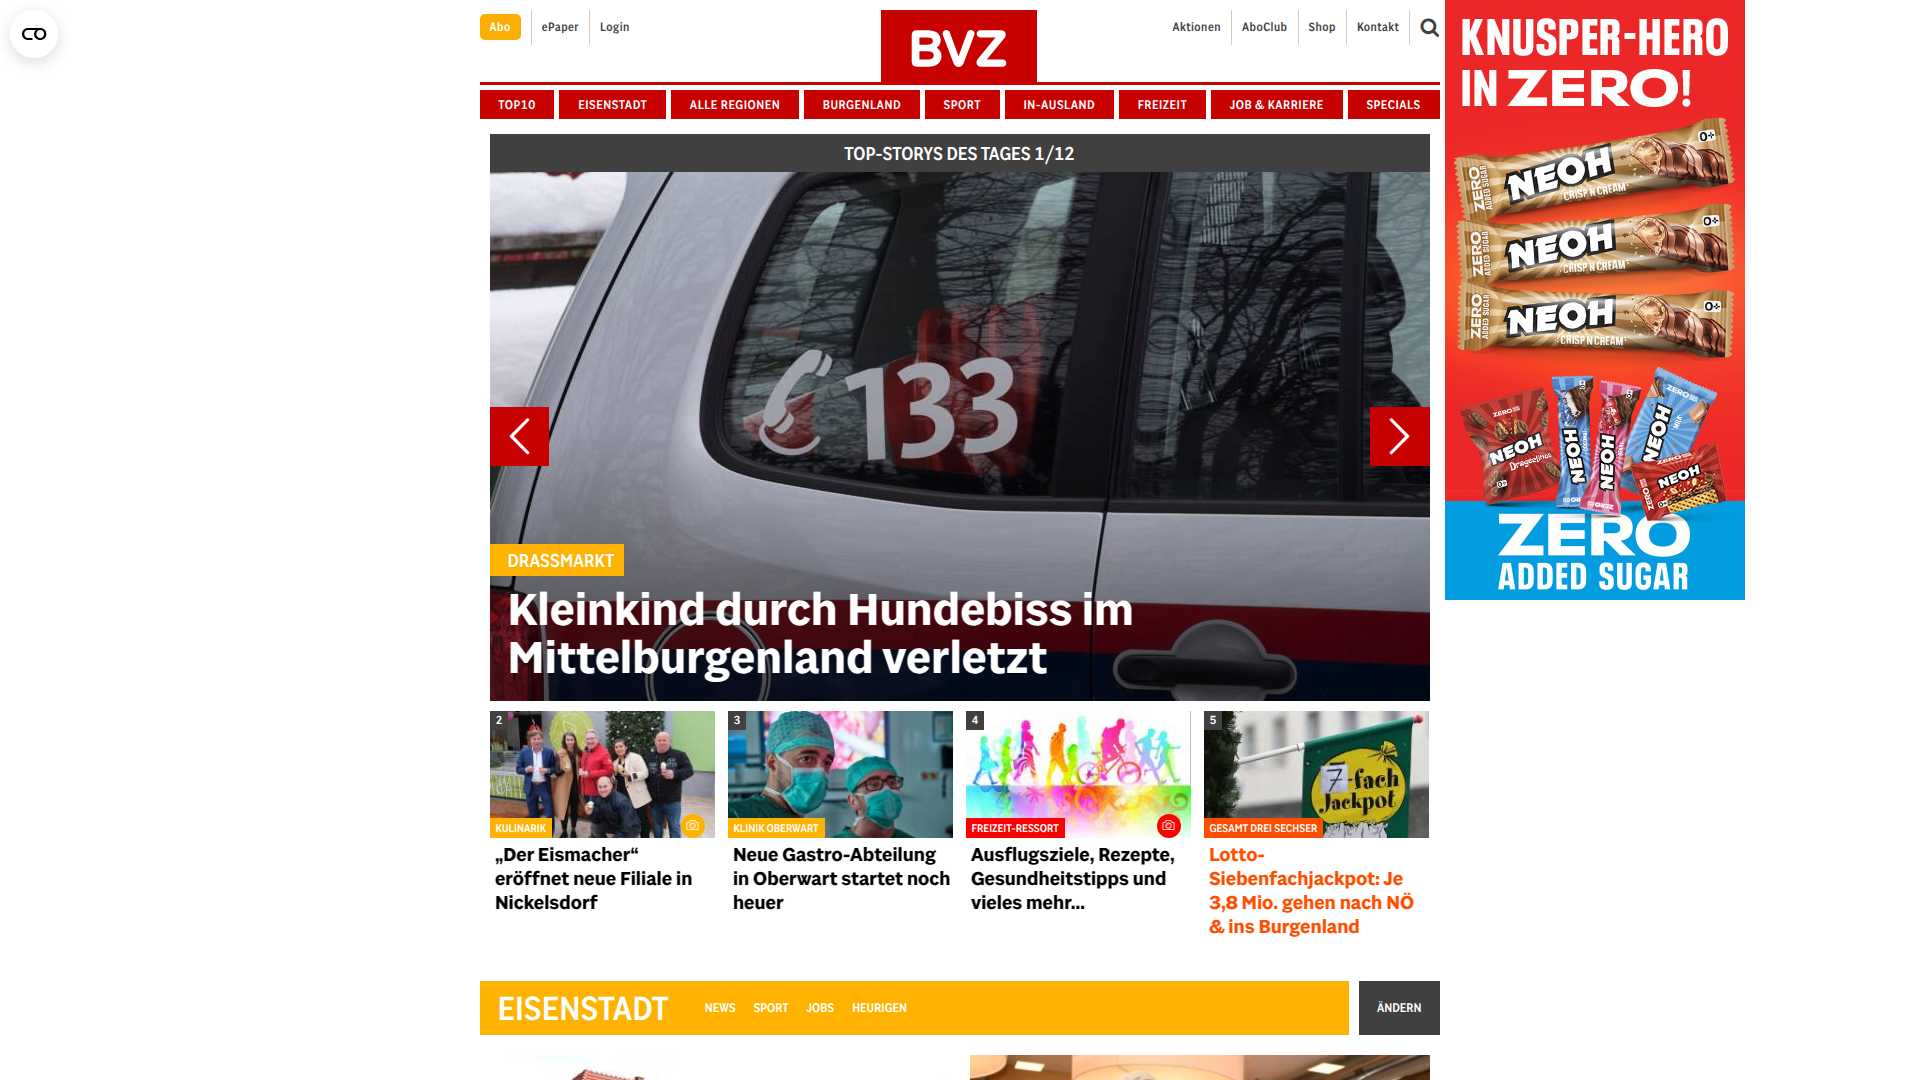 Abo
ePaper
Login
BVZ
Aktionen
AboClub
Shop
Kontakt
TOP10
EISENSTADT
ALLE REGIONEN
BURGENLAND
SPORT
IN-AUSLAND
FREIZEIT
JOB & KARRIERE
SPECIALS
TOP-STORYS DES TAGES 1/12
133
DRASSMARKT
Kleinkind durch Hundebiss im
Mittelburgenland verletzt
2
KULINARIK
„Der Eismacher“
eröffnet neue Filiale in
Nickelsdorf
3
KLINIK OBERWART
Neue Gastro-Abteilung
in Oberwart startet noch
heuer
4
FREIZEIT-RESSORT
Ausflugsziele, Rezepte,
Gesundheitstipps und
vieles mehr...
5
7-fach
Jackpot
GESAMT DREI SECHSER
Lotto-
Siebenfachjackpot: Je
3,8 Mio. gehen nach NÖ
& ins Burgenland
EISENSTADT
NEWS
SPORT
JOBS
HEURIGEN
ÄNDERN
KNUSPER-HERO
IN ZERO!
ZERO
ADDED SUGAR
NEOH
CRISP'N'CREAM
ZERO
ADDED SUGAR
NEOH
CRISP'N'CREAM
ZERO
ADDED SUGAR
NEOH
CRISP'N'CREAM
NEOH
NEOH
NEOH
NEOH
NEOH
ZERO
ADDED SUGAR